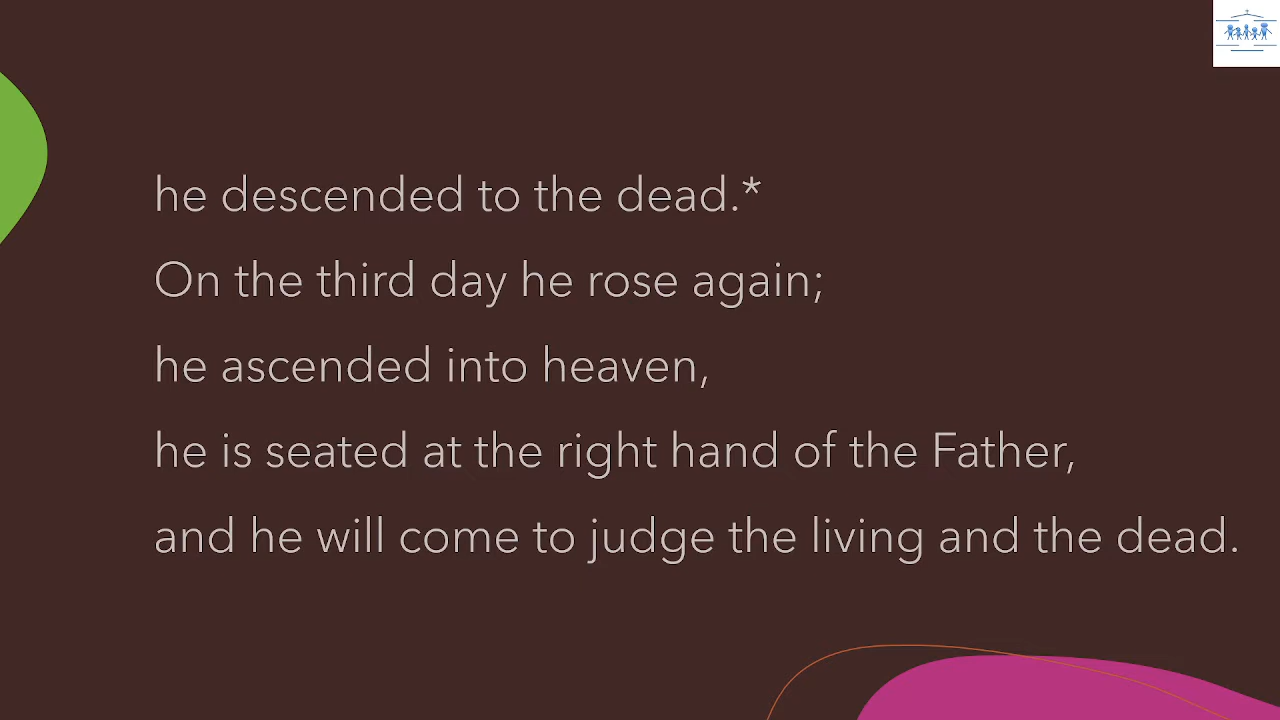 he descended to the dead.*
On the third day he rose again;
he ascended into heaven,
he is seated at the right hand of the Father,
and he will come to judge the living and the dead.